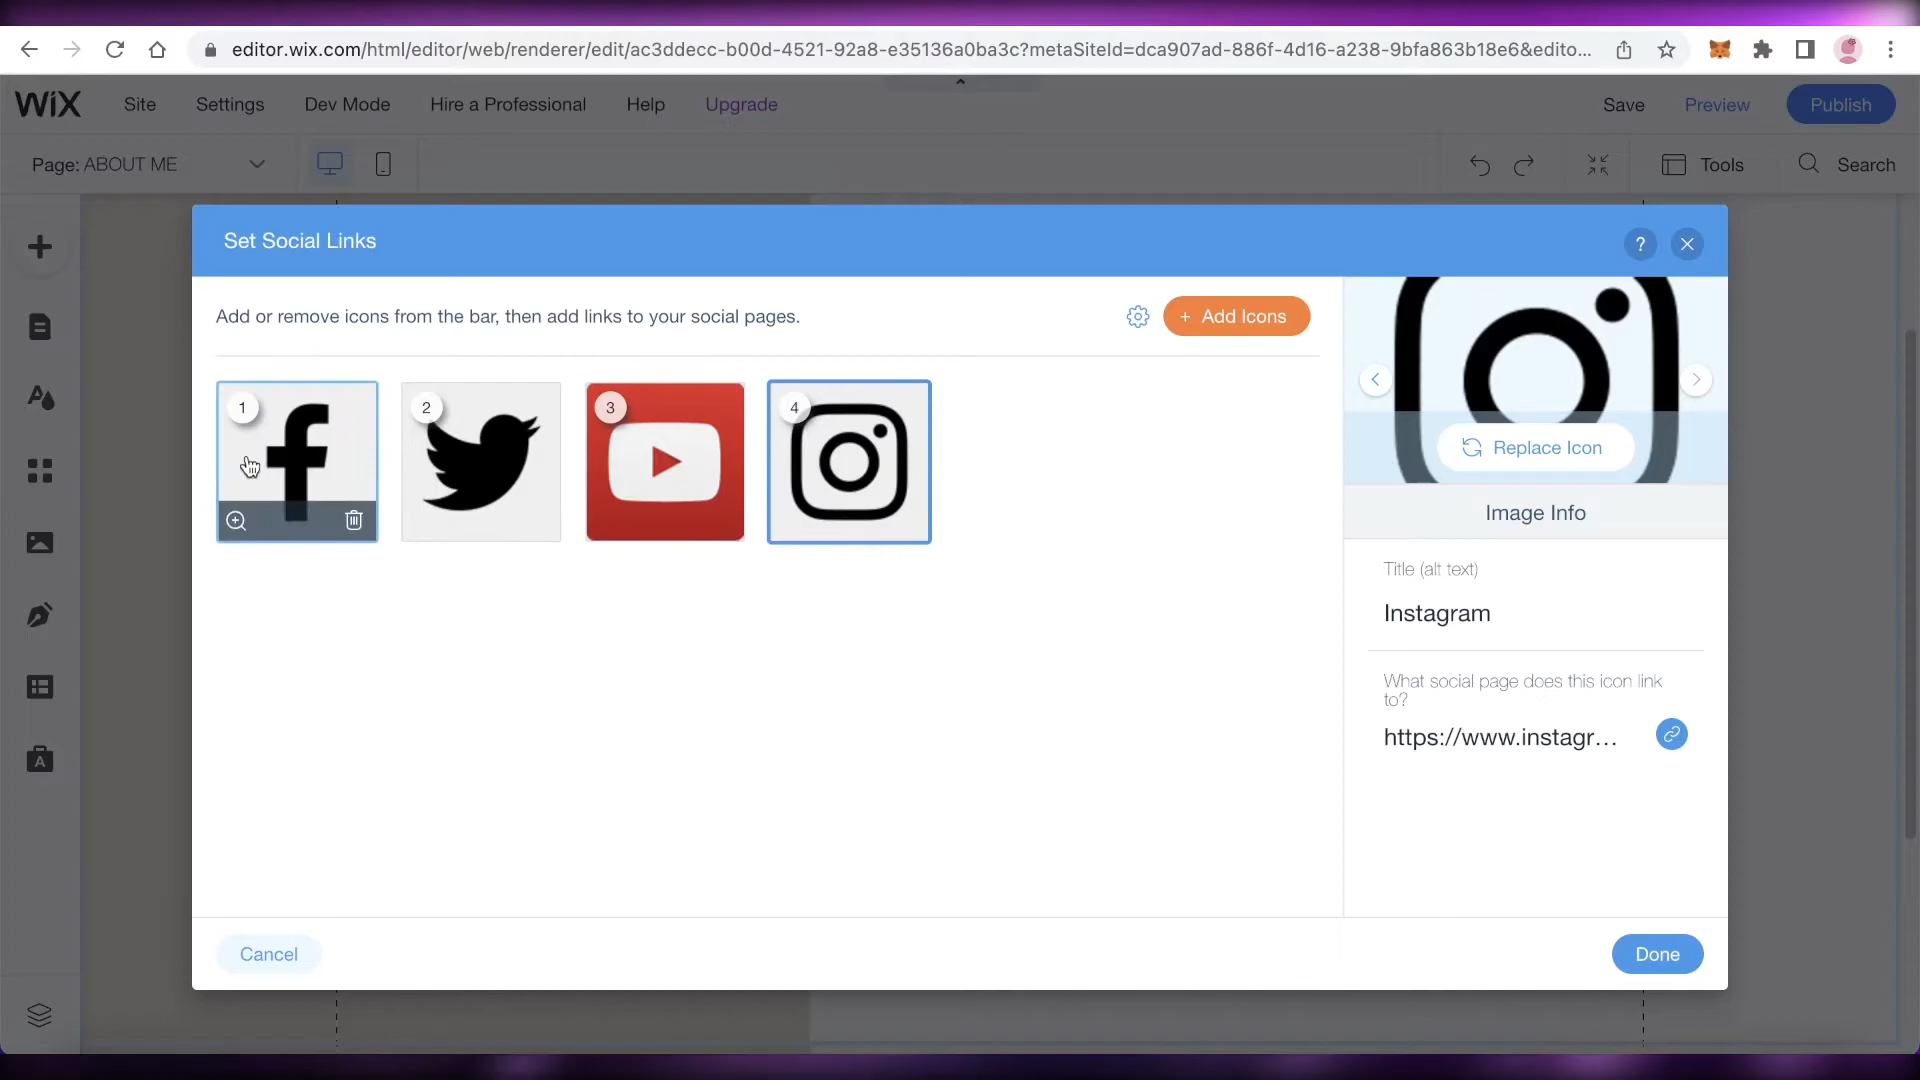 editor.wix.com/html/editor/web/renderer/edit/ac3ddecc-b00d-4521-92a8-e35136a0ba3c?metaSiteId=dca907ad-886f-4d16-a238-9bfa863b18e6&edito...
WiX Site Settings Dev Mode Hire a Professional Help Upgrade Save Preview Publish
Page: ABOUT ME Tools Search
Set Social Links ?
Add or remove icons from the bar, then add links to your social pages. + Add Icons
1 2 3 4
Replace Icon
Image Info
Title (alt text)
Instagram
What social page does this icon link
to?
https://www.instagr...
Cancel Done